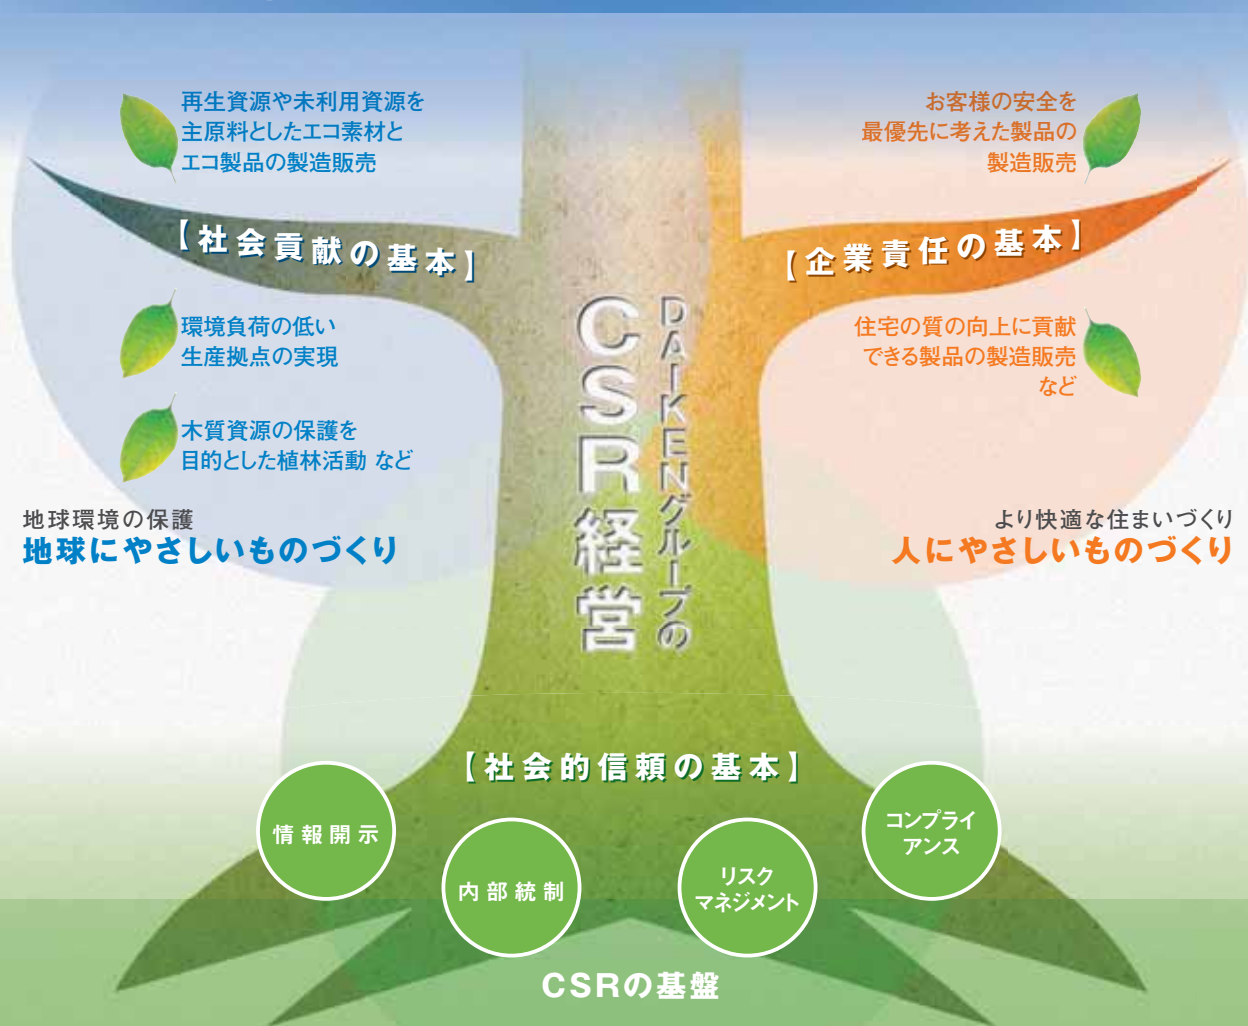 再生資源や未利用資源を
主原料としたエコ素材と
エコ製品の製造販売
【社会貢献の基本】
環境負荷の低い
生産拠点の実現
木質資源の保護を
目的とした植林活動 など
地球環境の保護
地球にやさしいものづくり
お客様の安全を
最優先に考えた製品の
製造販売
【企業責任の基本】
住宅の質の向上に貢献
できる製品の製造販売
など
より快適な住まいづくり
人にやさしいものづくり
DAIKENグループの
CSR経営
【社会的信頼の基本】
情報開示
内部統制
リスク
マネジメント
コンプライ
アンス
CSRの基盤